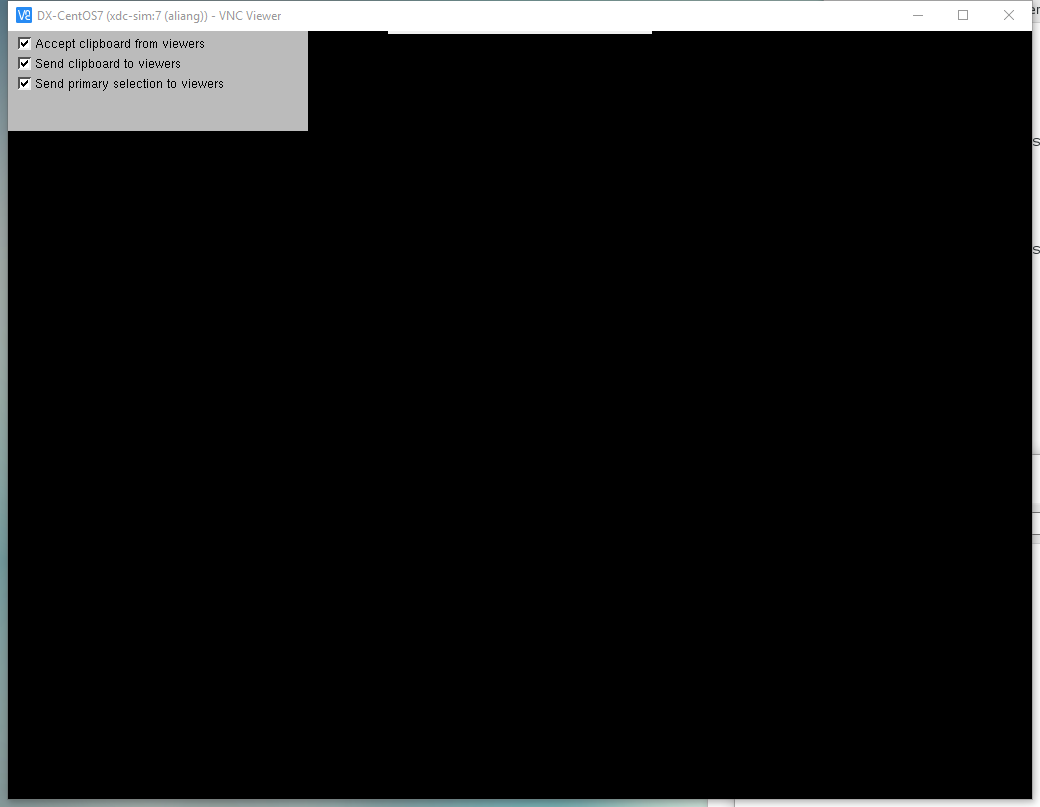 DX-CentOS7 (xdc-sim:7 (aliang)) - VNC Viewer
Accept clipboard from viewers
Send clipboard to viewers
Send primary selection to viewers